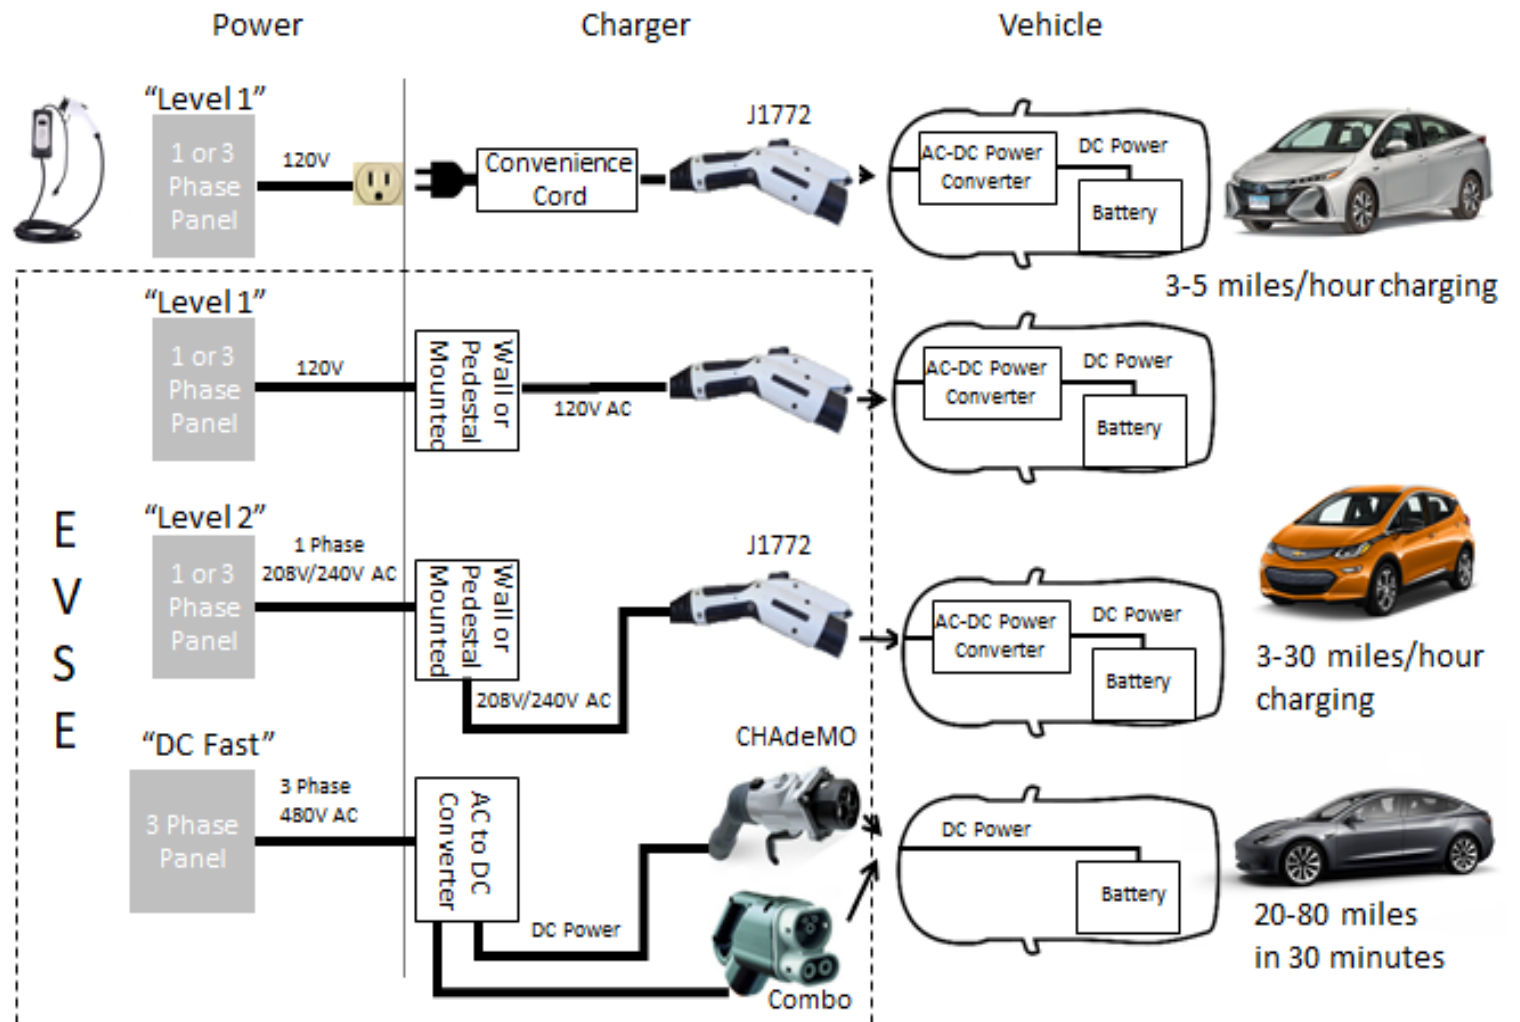 Power
Charger
Vehicle
"Level 1"
1 or 3
Phase
Panel
120V
Convenience
Cord
J1772
AC-DC Power
Converter
DC Power
Battery
3-5 miles/hour charging
"Level 1"
1 or 3
Phase
Panel
120V
Wall or
Pedestal
Mounted
120V AC
AC-DC Power
Converter
DC Power
Battery
EVSE
"Level 2"
1 or 3
Phase
Panel
1 Phase
208V/240V AC
Wall or
Pedestal
Mounted
208V/240V AC
J1772
AC-DC Power
Converter
DC Power
Battery
3-30 miles/hour
charging
"DC Fast"
3 Phase
Panel
3 Phase
480V AC
AC to DC
Converter
DC Power
CHAdeMO
Combo
DC Power
Battery
20-80 miles
in 30 minutes